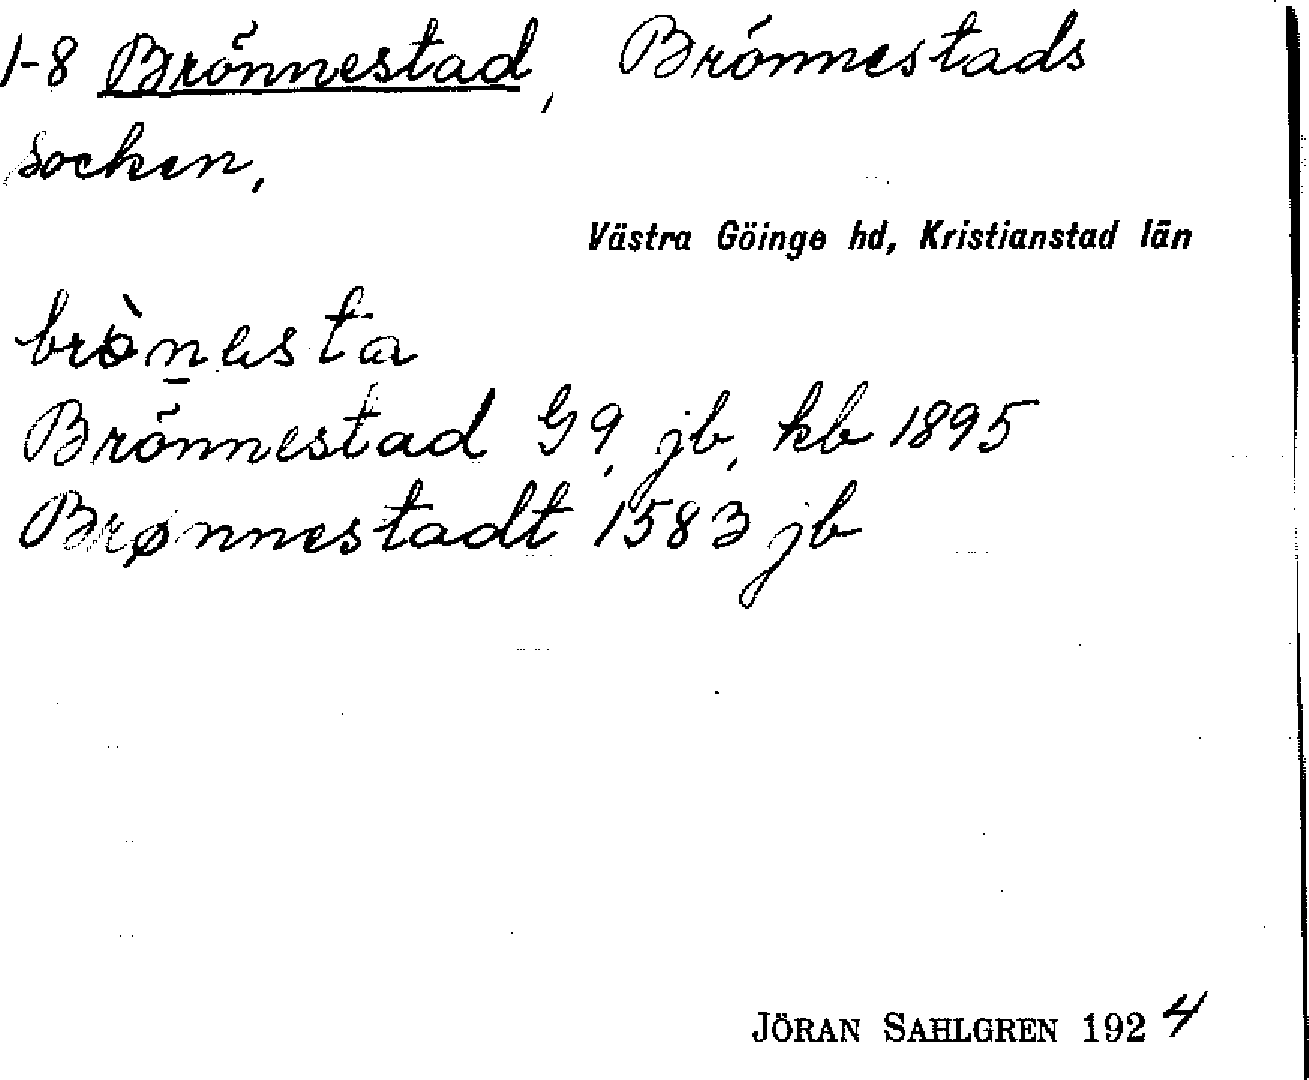 1-8 Brönnestad, Brönnestads
socken,
Västra Göinge hd, Kristianstad län
brònesta
Brönnestad G9, jb, kb 1895
Brønnestadt 1583 jb
JÖRAN SAHLGREN 1924